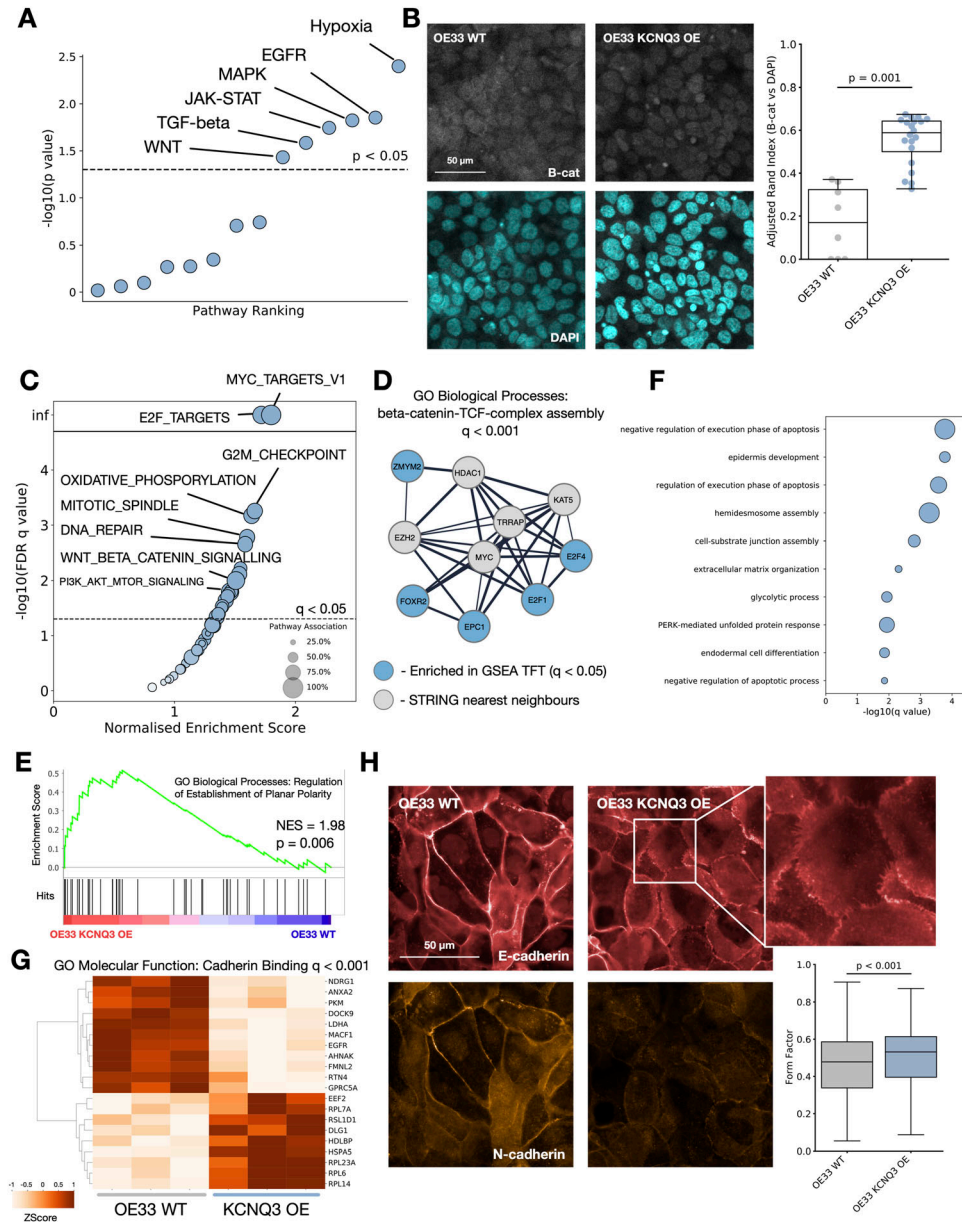 A
Hypoxia
EGFR
MAPK
JAK-STAT
TGF-beta
WNT
p < 0.05
2.5
2.0
1.5
1.0
0.5
0
-log10(p value)
Pathway Ranking
B
OE33 WT
OE33 KCNQ3 OE
50 µm
B-cat
DAPI
1.0
0.8
0.6
0.4
0.2
0.0
p = 0.001
Adjusted Rand Index (B-cat vs DAPI)
OE33 WT
OE33 KCNQ3 OE
C
MYC_TARGETS_V1
E2F_TARGETS
G2M_CHECKPOINT
OXIDATIVE_PHOSPORYLATION
MITOTIC_SPINDLE
DNA_REPAIR
WNT_BETA_CATENIN_SIGNALLING
PI3K_AKT_MTOR_SIGNALING
q < 0.05
Pathway Association
25.0%
50.0%
75.0%
100%
inf
4
3
2
1
0
-log10(FDR q value)
0
1
2
Normalised Enrichment Score
D
GO Biological Processes:
beta-catenin-TCF-complex assembly
q < 0.001
ZMYM2
HDAC1
KAT5
TRRAP
EZH2
MYC
E2F4
FOXR2
E2F1
EPC1
- Enriched in GSEA TFT (q < 0.05)
- STRING nearest neighbours
F
negative regulation of execution phase of apoptosis
epidermis development
regulation of execution phase of apoptosis
hemidesmosome assembly
cell-substrate junction assembly
extracellular matrix organization
glycolytic process
PERK-mediated unfolded protein response
endodermal cell differentiation
negative regulation of apoptotic process
0 1 2 3 4
-log10(q value)
E
GO Biological Processes: Regulation
of Establishment of Planar Polarity
NES = 1.98
p = 0.006
0.5
0.4
0.3
0.2
0.1
0.0
Enrichment Score
Hits
OE33 KCNQ3 OE
OE33 WT
G
GO Molecular Function: Cadherin Binding q < 0.001
NDRG1
ANXA2
PKM
DOCK9
LDHA
MACF1
EGFR
AHNAK
FMNL2
RTN4
GPRC5A
EEF2
RPL7A
RSL1D1
DLG1
HDLBP
HSPA5
RPL23A
RPL6
RPL14
-1 0 1
ZScore
OE33 WT
KCNQ3 OE
H
OE33 WT
OE33 KCNQ3 OE
50 µm
E-cadherin
N-cadherin
p < 0.001
1.0
0.8
0.6
0.4
0.2
0.0
Form Factor
OE33 WT
OE33 KCNQ3 OE